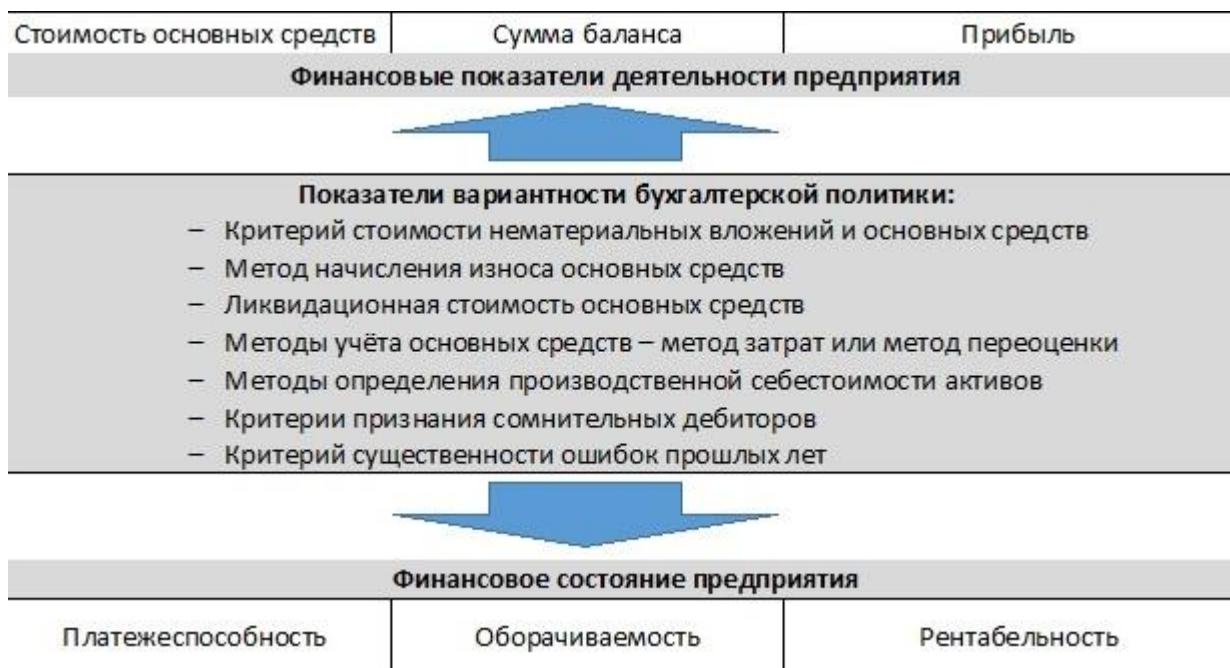 Стоимость основных средств
Сумма баланса
Прибыль
Финансовые показатели деятельности предприятия
Показатели вариантности бухгалтерской политики:
– Критерий стоимости нематериальных вложений и основных средств
– Метод начисления износа основных средств
– Ликвидационная стоимость основных средств
– Методы учёта основных средств – метод затрат или метод переоценки
– Методы определения производственной себестоимости активов
– Критерии признания сомнительных дебиторов
– Критерий существенности ошибок прошлых лет
Финансовое состояние предприятия
Платежеспособность
Оборачиваемость
Рентабельность